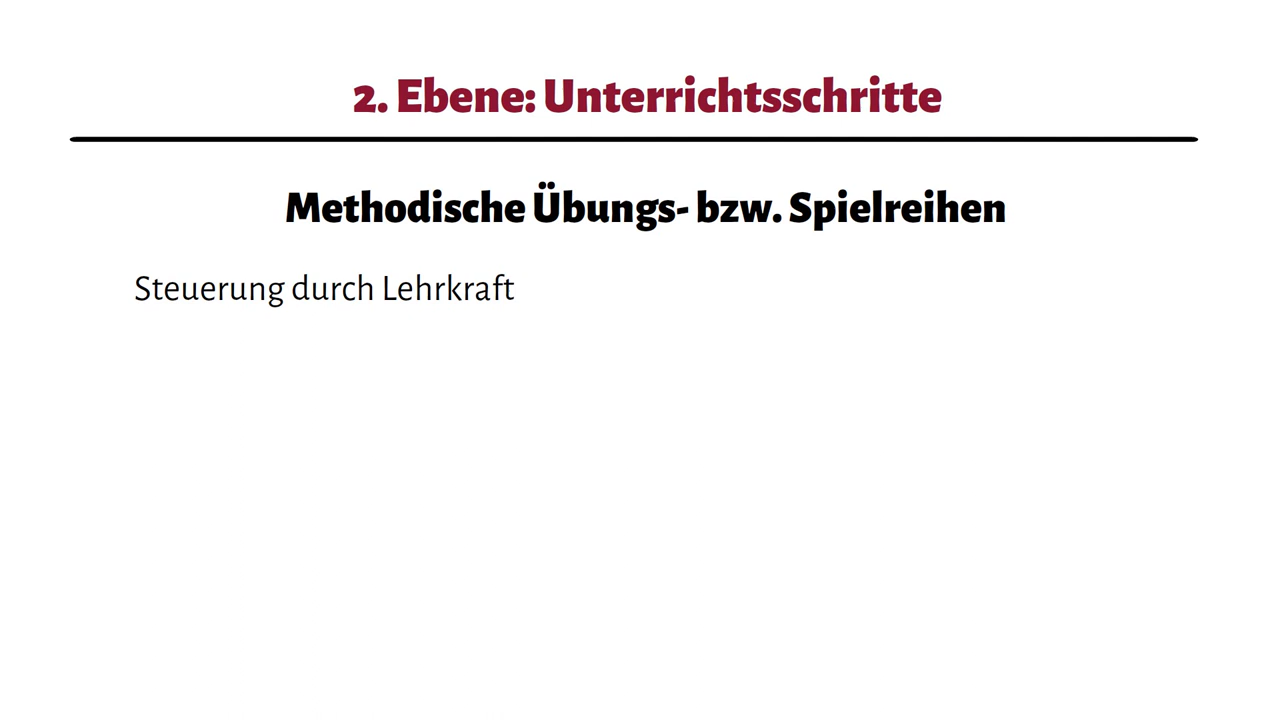 2. Ebene: Unterrichtsschritte
Methodische Übungs- bzw. Spielreihen
Steuerung durch Lehrkraft